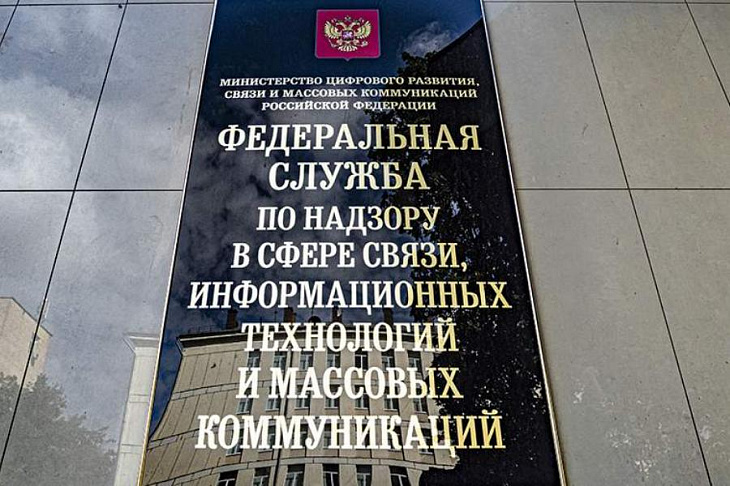 МИНИСТЕРСТВО ЦИФРОВОГО РАЗВИТИЯ,
СВЯЗИ И МАССОВЫХ КОММУНИКАЦИЙ
РОССИЙСКОЙ ФЕДЕРАЦИИ
ФЕДЕРАЛЬНАЯ
СЛУЖБА
ПО НАДЗОРУ
В СФЕРЕ СВЯЗИ,
ИНФОРМАЦИОННЫХ
ТЕХНОЛОГИЙ
И МАССОВЫХ
КОММУНИКАЦИЙ